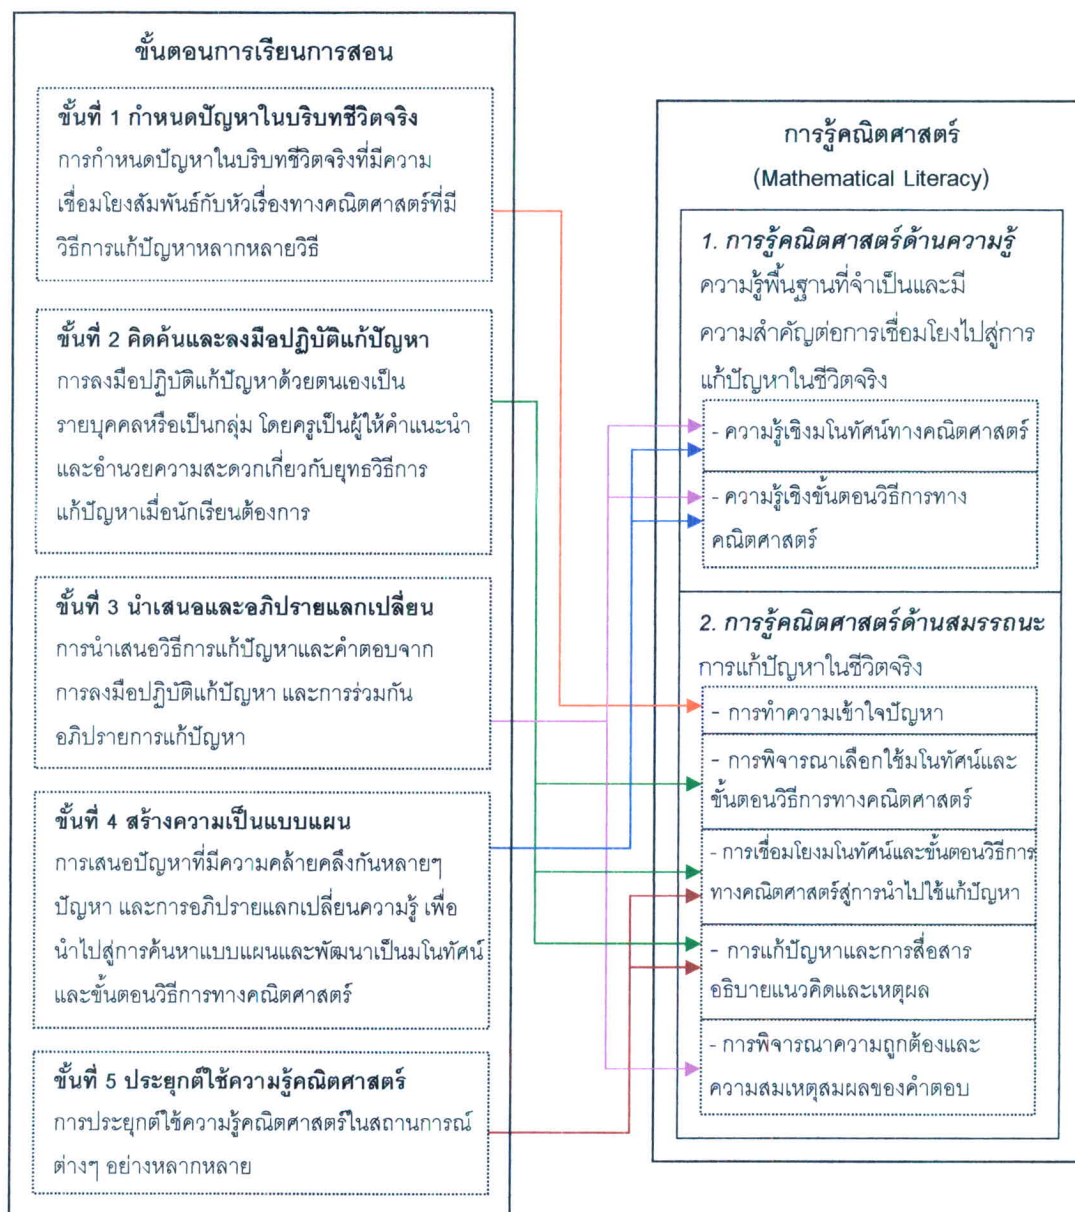 ขั้นตอนการเรียนการสอน
ขั้นที่ 1 กำหนดปัญหาในบริบทชีวิตจริง
การกำหนดปัญหาในบริบทชีวิตจริงที่มีความ
เชื่อมโยงสัมพันธ์กับหัวเรื่องทางคณิตศาสตร์ที่มี
วิธีการแก้ปัญหาหลากหลายวิธี
ขั้นที่ 2 คิดค้นและลงมือปฏิบัติแก้ปัญหา
การลงมือปฏิบัติแก้ปัญหาด้วยตนเองเป็น
รายบุคคลหรือเป็นกลุ่ม โดยครูเป็นผู้ให้คำแนะนำ
และอำนวยความสะดวกเกี่ยวกับยุทธวิธีการ
แก้ปัญหาเมื่อนักเรียนต้องการ
ขั้นที่ 3 นำเสนอและอภิปรายแลกเปลี่ยน
การนำเสนอวิธีการแก้ปัญหาและคำตอบจาก
การลงมือปฏิบัติแก้ปัญหา และการร่วมกัน
อภิปรายการแก้ปัญหา
ขั้นที่ 4 สร้างความเป็นแบบแผน
การเสนอปัญหาที่มีความคล้ายคลึงกันหลายๆ
ปัญหา และการอภิปรายแลกเปลี่ยนความรู้ เพื่อ
นำไปสู่การค้นหาแบบแผนและพัฒนาเป็นมโนทัศน์
และขั้นตอนวิธีการทางคณิตศาสตร์
ขั้นที่ 5 ประยุกต์ใช้ความรู้คณิตศาสตร์
การประยุกต์ใช้ความรู้คณิตศาสตร์ในสถานการณ์
ต่างๆ อย่างหลากหลาย
การรู้คณิตศาสตร์
(Mathematical Literacy)
1. การรู้คณิตศาสตร์ด้านความรู้
ความรู้พื้นฐานที่จำเป็นและมี
ความสำคัญต่อการเชื่อมโยงไปสู่การ
แก้ปัญหาในชีวิตจริง
- ความรู้เชิงมโนทัศน์ทางคณิตศาสตร์
- ความรู้เชิงขั้นตอนวิธีการทาง
คณิตศาสตร์
2. การรู้คณิตศาสตร์ด้านสมรรถนะ
การแก้ปัญหาในชีวิตจริง
- การทำความเข้าใจปัญหา
- การพิจารณาเลือกใช้มโนทัศน์และ
ขั้นตอนวิธีการทางคณิตศาสตร์
- การเชื่อมโยงมโนทัศน์และขั้นตอนวิธีการ
ทางคณิตศาสตร์สู่การนำไปใช้แก้ปัญหา
- การแก้ปัญหาและการสื่อสาร
อธิบายแนวคิดและเหตุผล
- การพิจารณาความถูกต้องและ
ความสมเหตุสมผลของคำตอบ